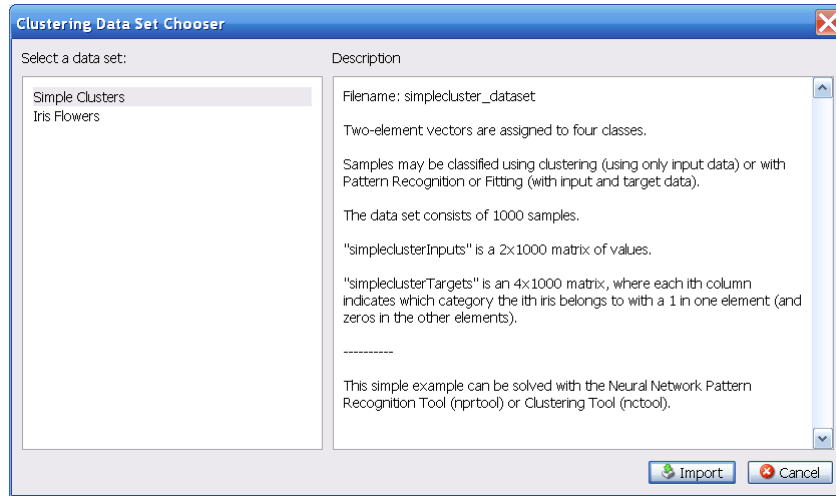 Clustering Data Set Chooser
Select a data set:
Simple Clusters
Iris Flowers
Description
Filename: simplecluster_dataset
Two-element vectors are assigned to four classes.
Samples may be classified using clustering (using only input data) or with
Pattern Recognition or Fitting (with input and target data).
The data set consists of 1000 samples.
"simpleclusterInputs" is a 2x1000 matrix of values.
"simpleclusterTargets" is an 4x1000 matrix, where each ith column
indicates which category the ith iris belongs to with a 1 in one element (and
zeros in the other elements).
----------
This simple example can be solved with the Neural Network Pattern
Recognition Tool (nprtool) or Clustering Tool (nctool).
Import
Cancel